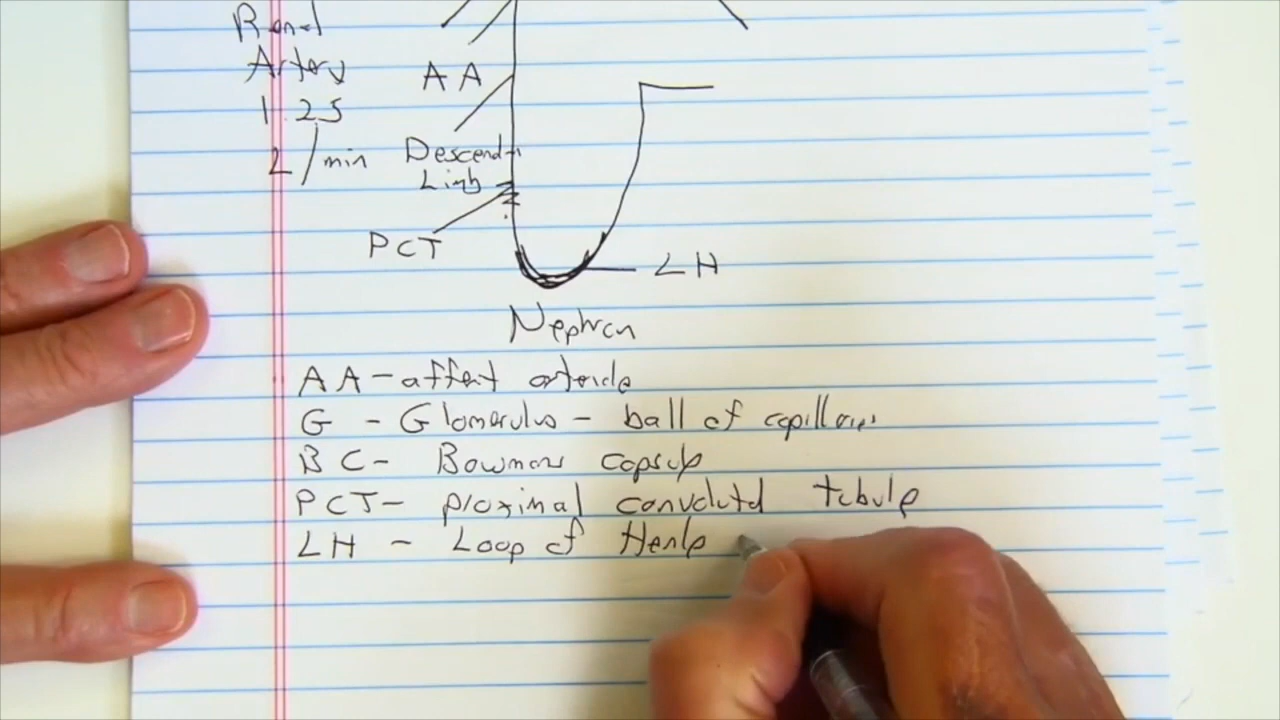 Renal
Artery
1.25
L/min
AA
Descend
Limb
PCT
LH
Nephron
AA - affent arteriole
G - Glomerulus - ball of capillaries
BC - Bowmans capsule
PCT - proximal convoluted tubule
LH - Loop of Henle